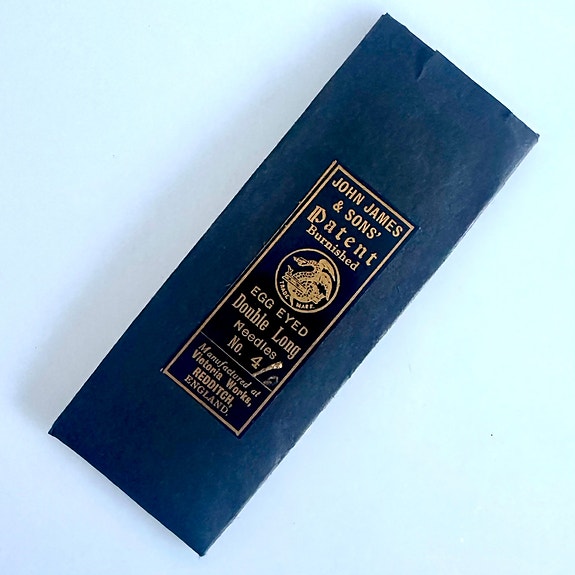 JOHN JAMES
& SONS'
Patent
Burnished
TRADE MARK
EGG EYED
Double Long
Needles
No. 4/
Manufactured at
Victoria Works,
REDDITCH,
ENGLAND.